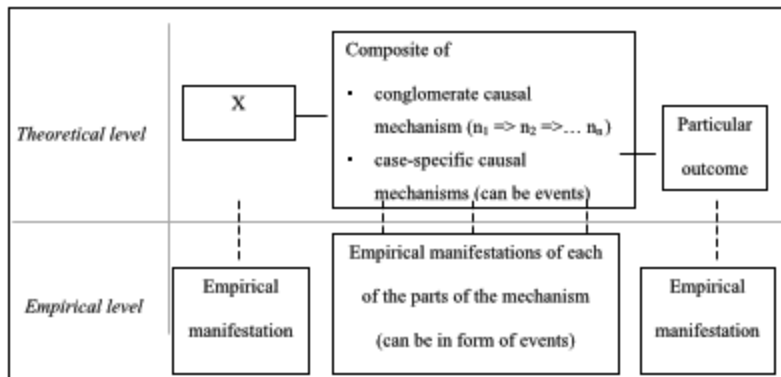 Theoretical level
X
Composite of
• conglomerate causal
mechanism (n₁ => n₂ =>… nₙ)
• case-specific causal
mechanisms (can be events)
Particular
outcome
Empirical level
Empirical
manifestation
Empirical manifestations of each
of the parts of the mechanism
(can be in form of events)
Empirical
manifestation